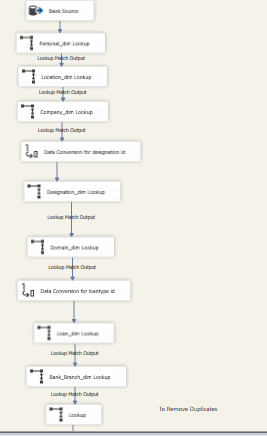 Bank Source
Personal_dim Lookup
Lookup Match Output
Location_dim Lookup
Lookup Match Output
Company_dim Lookup
Lookup Match Output
Data Conversion for designation id
Designation_dim Lookup
Lookup Match Output
Domain_dim Lookup
Lookup Match Output
Data Conversion for loantype id
Loan_dim Lookup
Lookup Match Output
Bank_Branch_dim Lookup
Lookup Match Output
Lookup
To Remove Duplicates